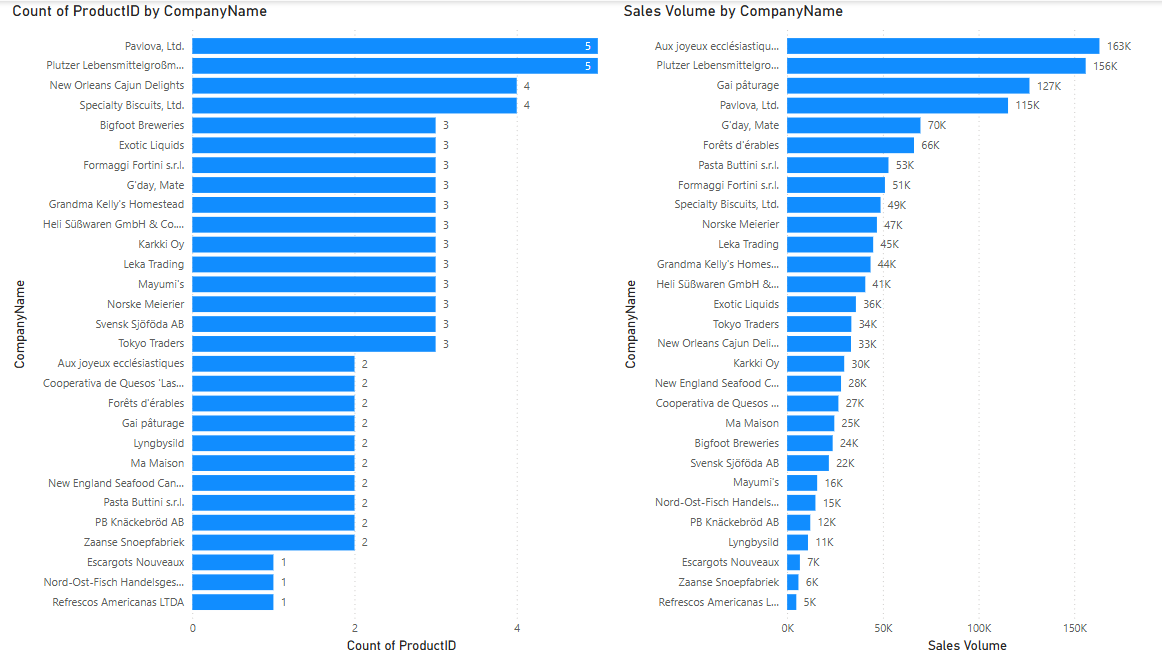 Count of ProductID by CompanyName
CompanyName
Pavlova, Ltd. 5
Plutzer Lebensmittelgroßm... 5
New Orleans Cajun Delights 4
Specialty Biscuits, Ltd. 4
Bigfoot Breweries 3
Exotic Liquids 3
Formaggi Fortini s.r.l. 3
G'day, Mate 3
Grandma Kelly's Homestead 3
Heli Süßwaren GmbH & Co.... 3
Karkki Oy 3
Leka Trading 3
Mayumi's 3
Norske Meierier 3
Svensk Sjöföda AB 3
Tokyo Traders 3
Aux joyeux ecclésiastiques 2
Cooperativa de Quesos 'Las... 2
Forêts d'érables 2
Gai pâturage 2
Lyngbysild 2
Ma Maison 2
New England Seafood Can... 2
Pasta Buttini s.r.l. 2
PB Knäckebröd AB 2
Zaanse Snoepfabriek 2
Escargots Nouveaux 1
Nord-Ost-Fisch Handelsges... 1
Refrescos Americanas LTDA 1
0 2 4
Count of ProductID
Sales Volume by CompanyName
CompanyName
Aux joyeux ecclésiastiqu... 163K
Plutzer Lebensmittelgro... 156K
Gai pâturage 127K
Pavlova, Ltd. 115K
G'day, Mate 70K
Forêts d'érables 66K
Pasta Buttini s.r.l. 53K
Formaggi Fortini s.r.l. 51K
Specialty Biscuits, Ltd. 49K
Norske Meierier 47K
Leka Trading 45K
Grandma Kelly's Homes... 44K
Heli Süßwaren GmbH &... 41K
Exotic Liquids 36K
Tokyo Traders 34K
New Orleans Cajun Deli... 33K
Karkki Oy 30K
New England Seafood C... 28K
Cooperativa de Quesos ... 27K
Ma Maison 25K
Bigfoot Breweries 24K
Svensk Sjöföda AB 22K
Mayumi's 16K
Nord-Ost-Fisch Handels... 15K
PB Knäckebröd AB 12K
Lyngbysild 11K
Escargots Nouveaux 7K
Zaanse Snoepfabriek 6K
Refrescos Americanas L... 5K
0K 50K 100K 150K
Sales Volume